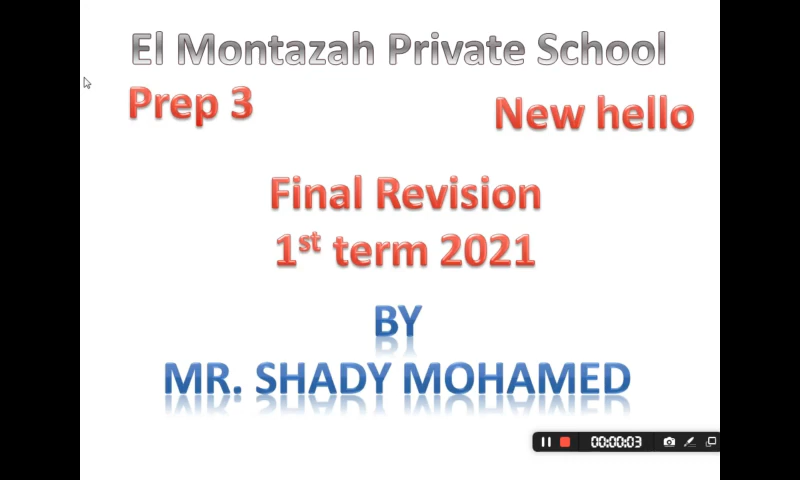 El Montazah Private School
Prep 3
New hello
Final Revision
1st term 2021
BY
MR. SHADY MOHAMED
00:00:03